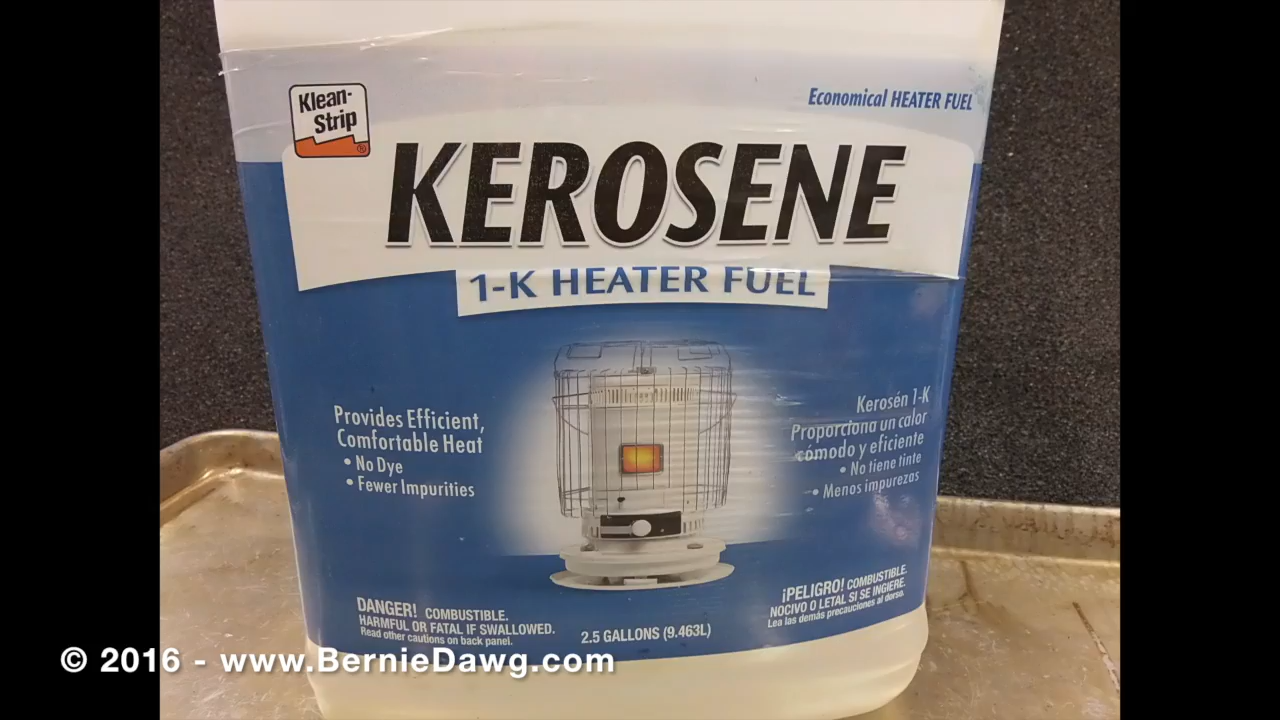 Klean-
Strip
®
Economical HEATER FUEL
KEROSENE
1-K HEATER FUEL
Provides Efficient,
Comfortable Heat
• No Dye
• Fewer Impurities
Kerosén 1-K
Proporciona un calor
cómodo y eficiente
• No tiene tinte
• Menos impurezas
DANGER! COMBUSTIBLE.
HARMFUL OR FATAL IF SWALLOWED.
Read other cautions on back panel.
2.5 GALLONS (9.463L)
¡PELIGRO! COMBUSTIBLE.
NOCIVO O LETAL SI SE INGIERE.
Lea las demás precauciones al dorso.
© 2016 - www.BernieDawg.com